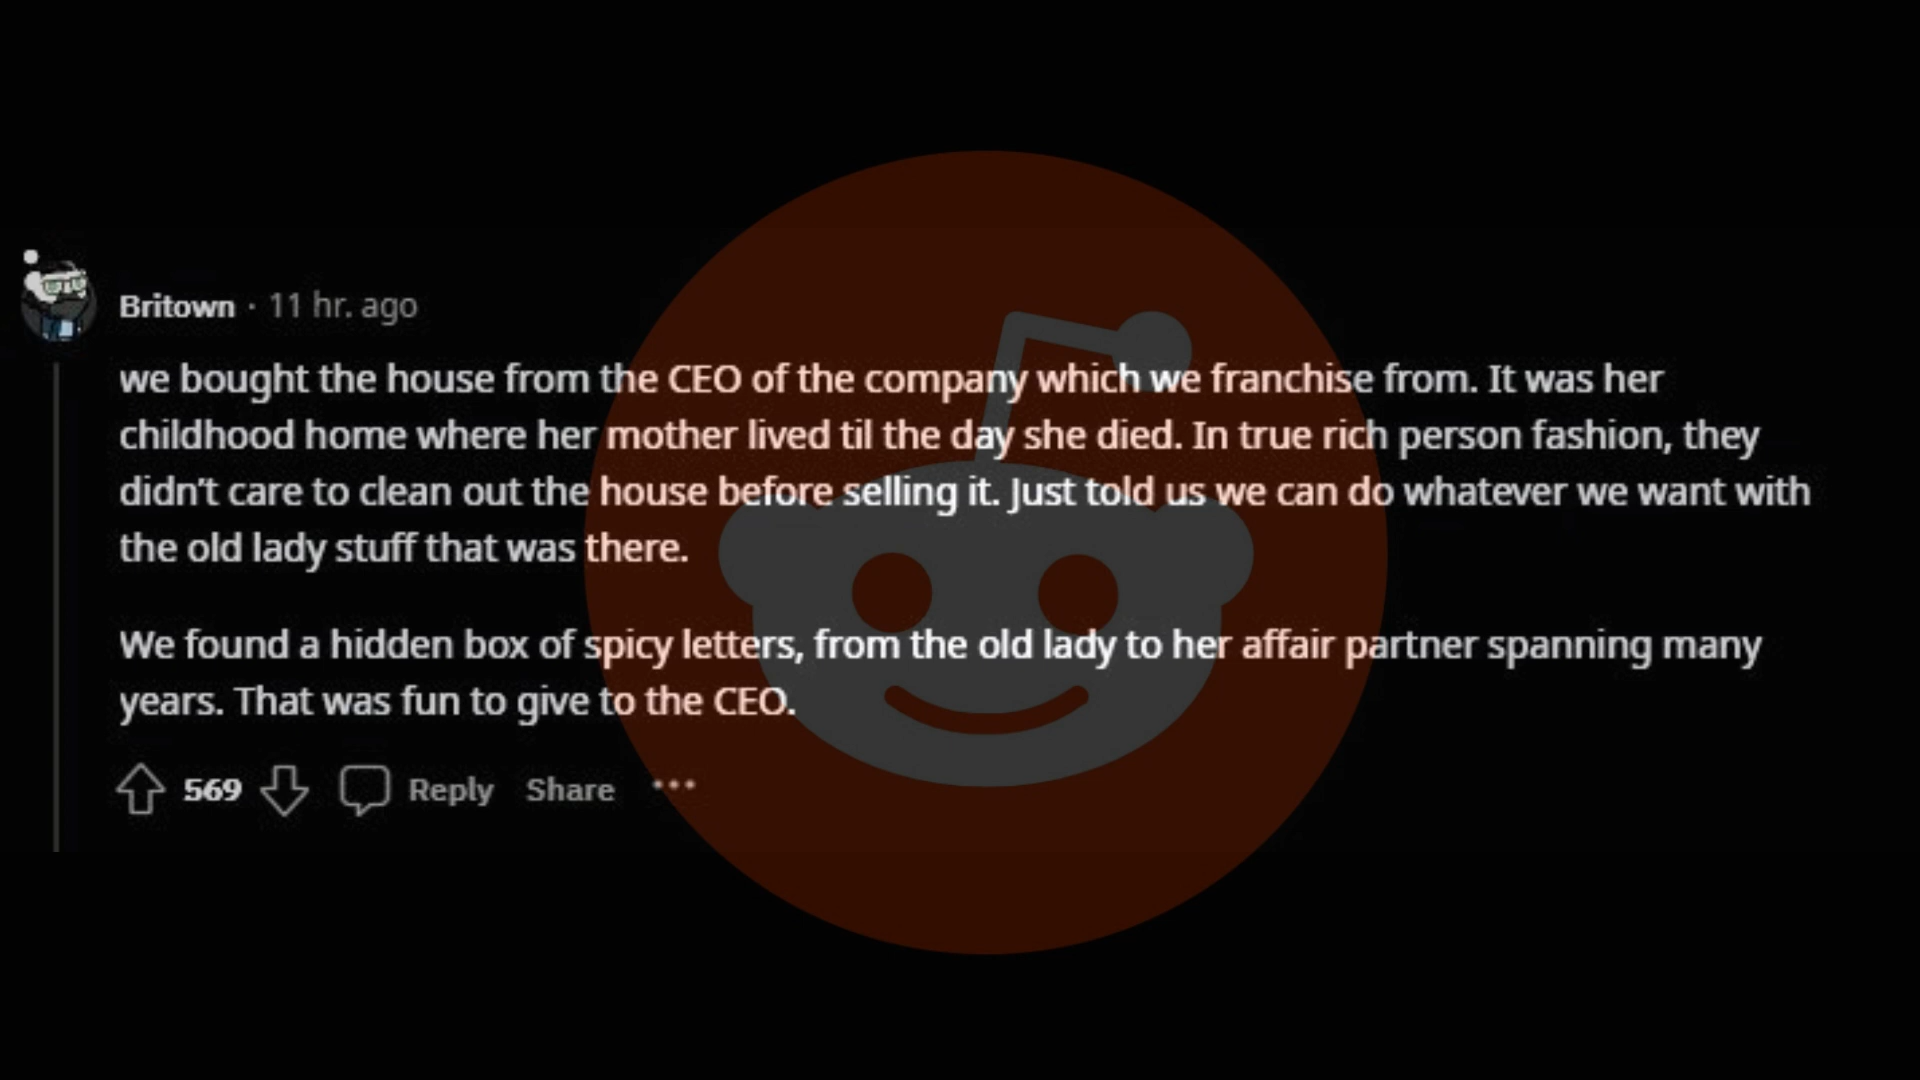 Britown · 11 hr. ago
we bought the house from the CEO of the company which we franchise from. It was her
childhood home where her mother lived til the day she died. In true rich person fashion, they
didn't care to clean out the house before selling it. Just told us we can do whatever we want with
the old lady stuff that was there.
We found a hidden box of spicy letters, from the old lady to her affair partner spanning many
years. That was fun to give to the CEO.
569 Reply Share ···